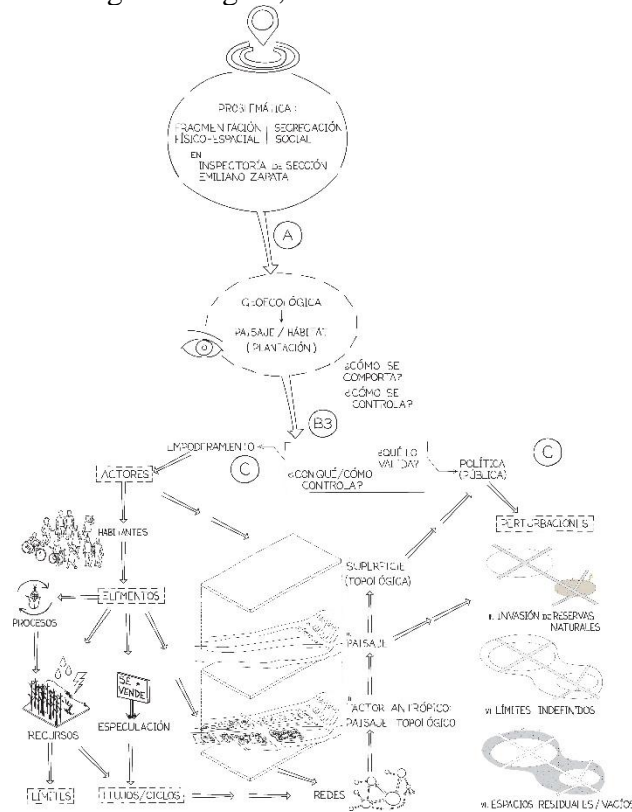 PROBLEMÁTICA:
FRAGMENTACIÓN | SEGREGACIÓN
FÍSICO-ESPACIAL | SOCIAL
EN
INSPECTORÍA DE SECCIÓN
EMILIANO ZAPATA
A
GEOECOLÓGICA
PAISAJE / HÁBITAT
(PLANTACIÓN)
¿CÓMO SE
COMPORTA?
¿CÓMO SE
CONTROLA?
B3
EMPODERAMIENTO
C
¿CON QUÉ/CÓMO
CONTROLA?
¿QUÉ LO
VALIDA?
POLÍTICA
(PÚBLICA)
C
ACTORES
HABITANTES
ELEMENTOS
PROCESOS
RECURSOS
LÍMITES
SE
VENDE
ESPECULACIÓN
FLUJOS/CICLOS
REDES
SUPERFICIE
(TOPOLÓGICA)
PAISAJE
FACTOR ANTRÓPICO:
PAISAJE TOPOLÓGICO
PERTURBACIONES
INVASIÓN DE RESERVAS
NATURALES
LÍMITES INDEFINIDOS
ESPACIOS RESIDUALES/VACÍOS